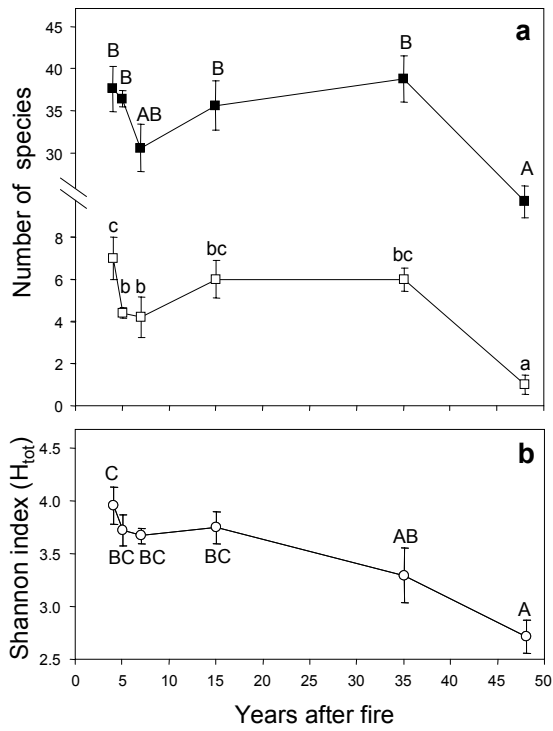 a
45
40
35
30
B
B
AB
B
B
A
Number of species
8
6
4
2
0
c
b b
bc
bc
a
b
Shannon index (H_tot)
4.5
4.0
3.5
3.0
2.5
C
BC BC
BC
AB
A
0 5 10 15 20 25 30 35 40 45 50
Years after fire